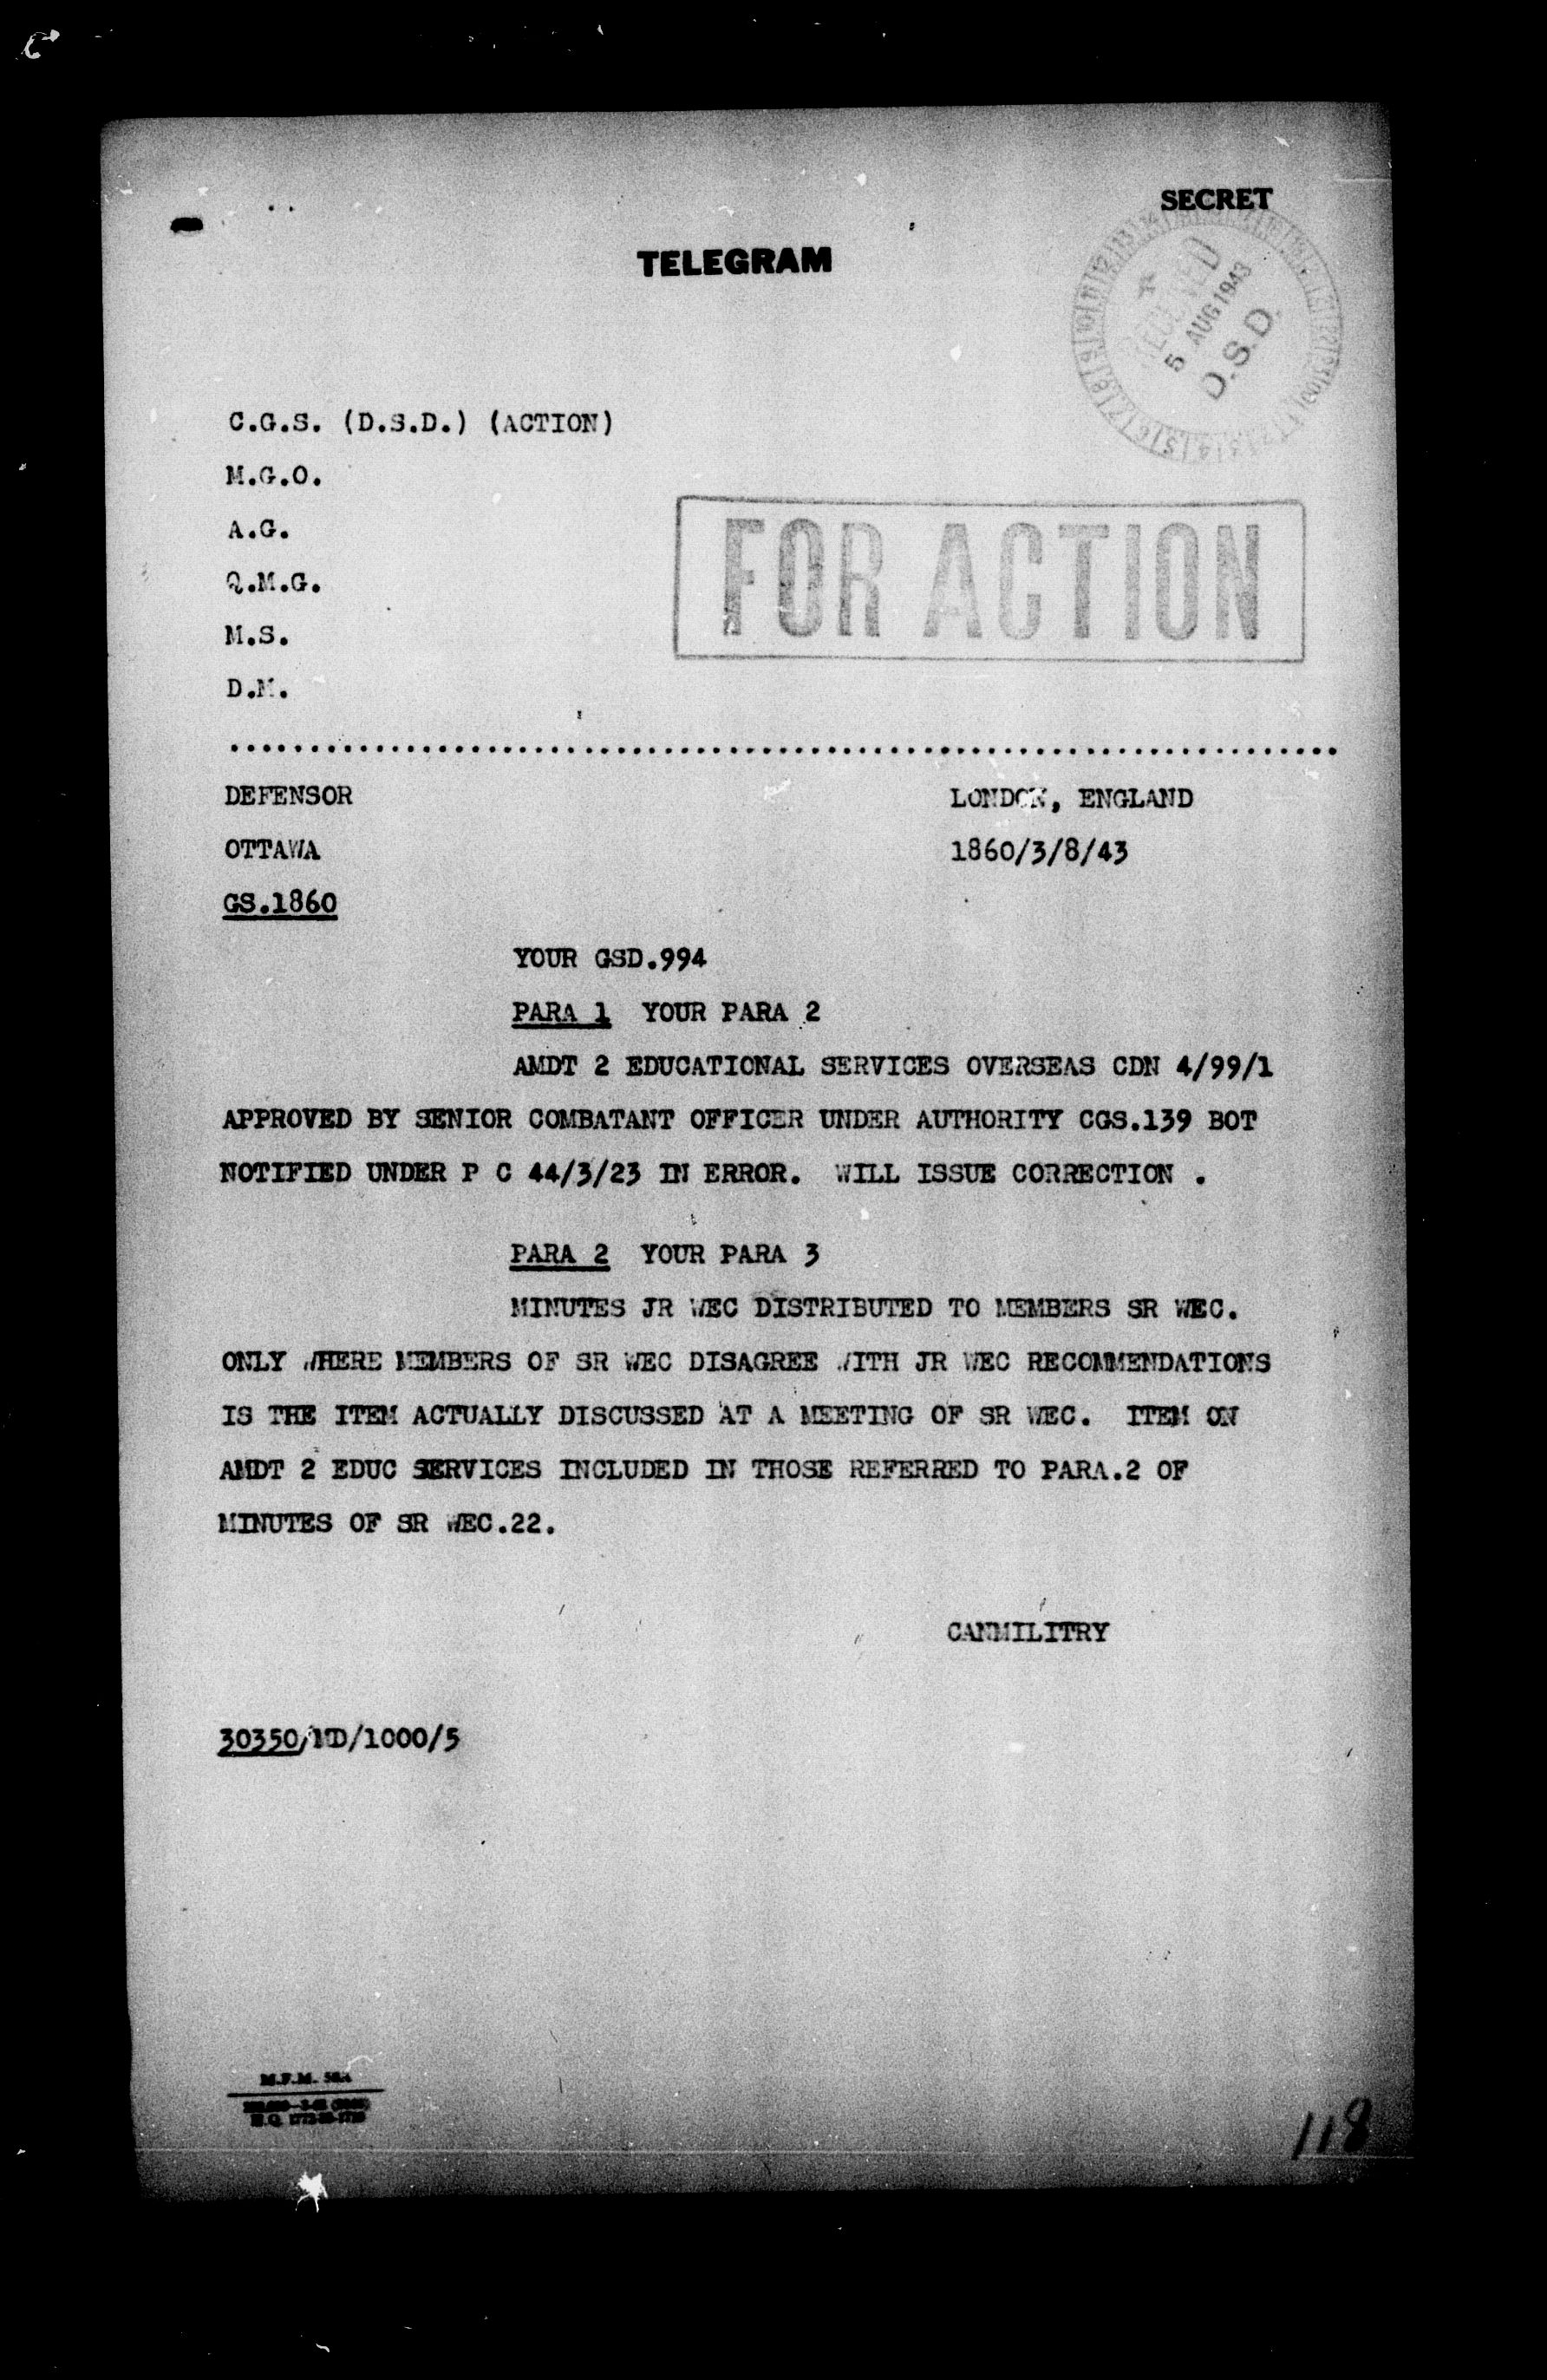 SECRET
TELEGRAM
RECEIVED
5 AUG 1943
D.S.D.
C.G.S. (D.S.D.) (ACTION)
M.G.O.
A.G.
Q.M.G.
M.S.
D.M.
FOR ACTION
DEFENSOR LONDON, ENGLAND
OTTAWA 1860/3/8/43
GS.1860
YOUR GSD.994
PARA 1 YOUR PARA 2
AMDT 2 EDUCATIONAL SERVICES OVERSEAS CDN 4/99/1
APPROVED BY SENIOR COMBATANT OFFICER UNDER AUTHORITY CGS.139 BOT
NOTIFIED UNDER P C 44/3/23 IN ERROR. WILL ISSUE CORRECTION .
PARA 2 YOUR PARA 3
MINUTES JR WEC DISTRIBUTED TO MEMBERS SR WEC.
ONLY WHERE MEMBERS OF SR WEC DISAGREE WITH JR WEC RECOMMENDATIONS
IS THE ITEM ACTUALLY DISCUSSED AT A MEETING OF SR WEC. ITEM ON
AMDT 2 EDUC SERVICES INCLUDED IN THOSE REFERRED TO PARA.2 OF
MINUTES OF SR WEC.22.
CANMILITRY
30350/MD/1000/5
M.F.M.
H.Q.
118